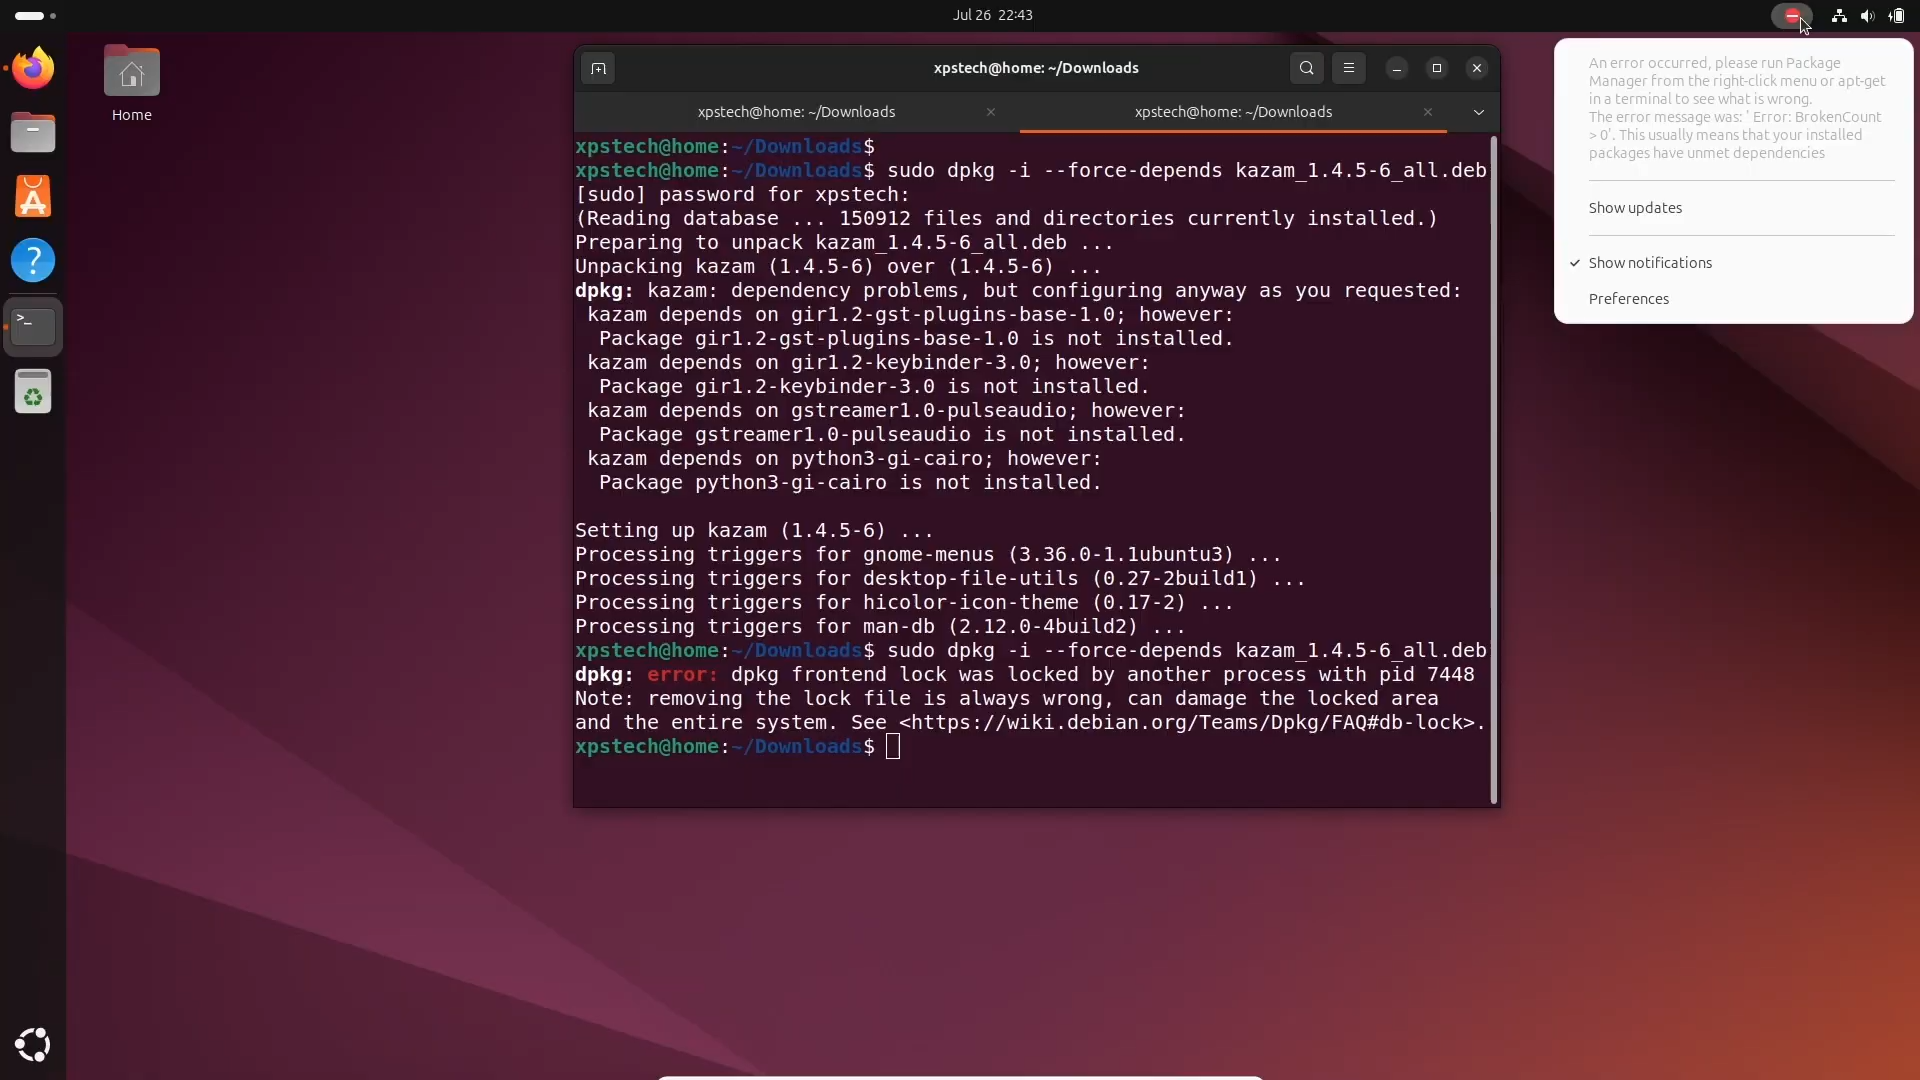 Jul 26 22:43
Home
xpstech@home: ~/Downloads
xpstech@home: ~/Downloads
xpstech@home: ~/Downloads
xpstech@home:~/Downloads$
xpstech@home:~/Downloads$ sudo dpkg -i --force-depends kazam_1.4.5-6_all.deb
[sudo] password for xpstech:
(Reading database ... 150912 files and directories currently installed.)
Preparing to unpack kazam_1.4.5-6_all.deb ...
Unpacking kazam (1.4.5-6) over (1.4.5-6) ...
dpkg: kazam: dependency problems, but configuring anyway as you requested:
 kazam depends on gir1.2-gst-plugins-base-1.0; however:
  Package gir1.2-gst-plugins-base-1.0 is not installed.
 kazam depends on gir1.2-keybinder-3.0; however:
  Package gir1.2-keybinder-3.0 is not installed.
 kazam depends on gstreamer1.0-pulseaudio; however:
  Package gstreamer1.0-pulseaudio is not installed.
 kazam depends on python3-gi-cairo; however:
  Package python3-gi-cairo is not installed.
Setting up kazam (1.4.5-6) ...
Processing triggers for gnome-menus (3.36.0-1.1ubuntu3) ...
Processing triggers for desktop-file-utils (0.27-2build1) ...
Processing triggers for hicolor-icon-theme (0.17-2) ...
Processing triggers for man-db (2.12.0-4build2) ...
xpstech@home:~/Downloads$ sudo dpkg -i --force-depends kazam_1.4.5-6_all.deb
dpkg: error: dpkg frontend lock was locked by another process with pid 7448
Note: removing the lock file is always wrong, can damage the locked area
and the entire system. See <https://wiki.debian.org/Teams/Dpkg/FAQ#db-lock>.
xpstech@home:~/Downloads$
An error occurred, please run Package
Manager from the right-click menu or apt-get
in a terminal to see what is wrong.
The error message was: ' Error: BrokenCount
> 0'. This usually means that your installed
packages have unmet dependencies
Show updates
Show notifications
Preferences